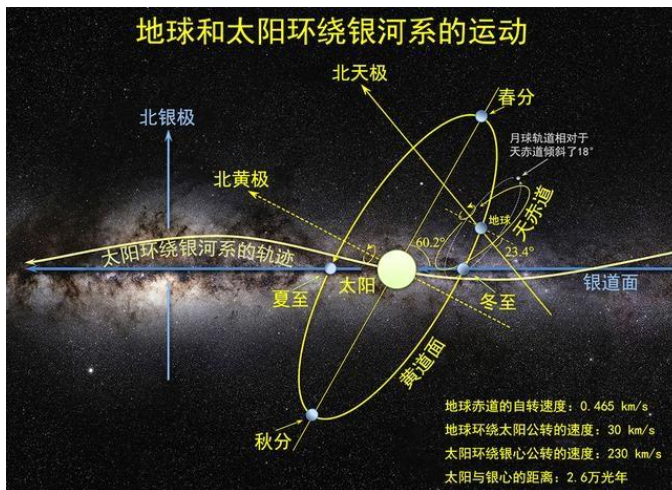 地球和太阳环绕银河系的运动
北天极
春分
北银极
月球轨道相对于
天赤道倾斜了18°
北黄极
地球
天赤道
太阳环绕银河系的轨迹
60.2°
23.4°
夏至
太阳
冬至
银道面
黄道面
秋分
地球赤道的自转速度：0.465 km/s
地球环绕太阳公转的速度：30 km/s
太阳环绕银心公转的速度：230 km/s
太阳与银心的距离：2.6万光年